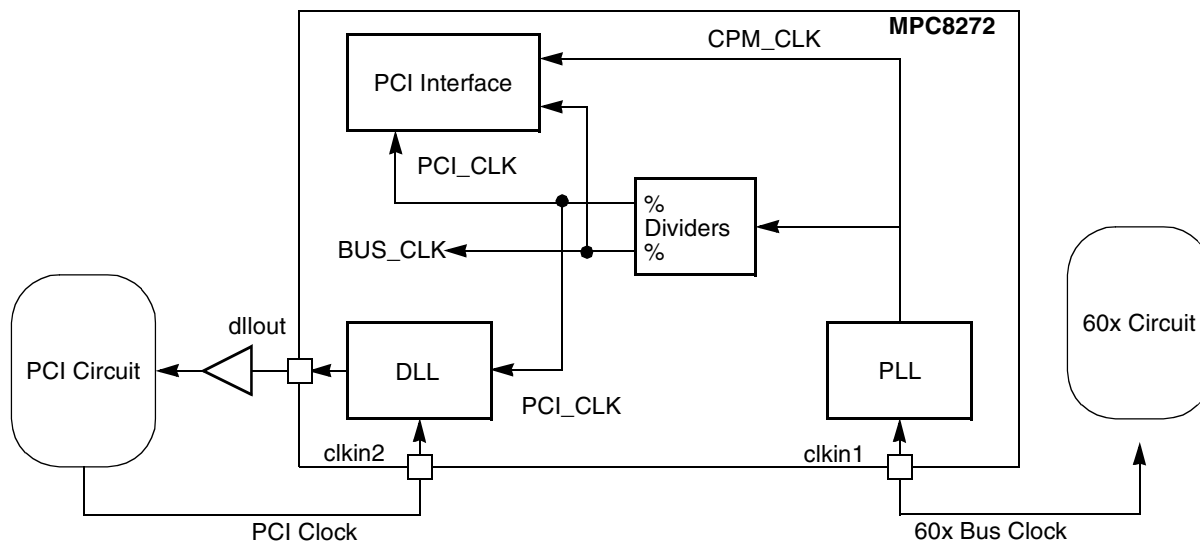 MPC8272
CPM_CLK
PCI Interface
PCI_CLK
%
Dividers
%
BUS_CLK
dllout
PCI Circuit
DLL
PCI_CLK
PLL
60x Circuit
clkin2
clkin1
PCI Clock
60x Bus Clock